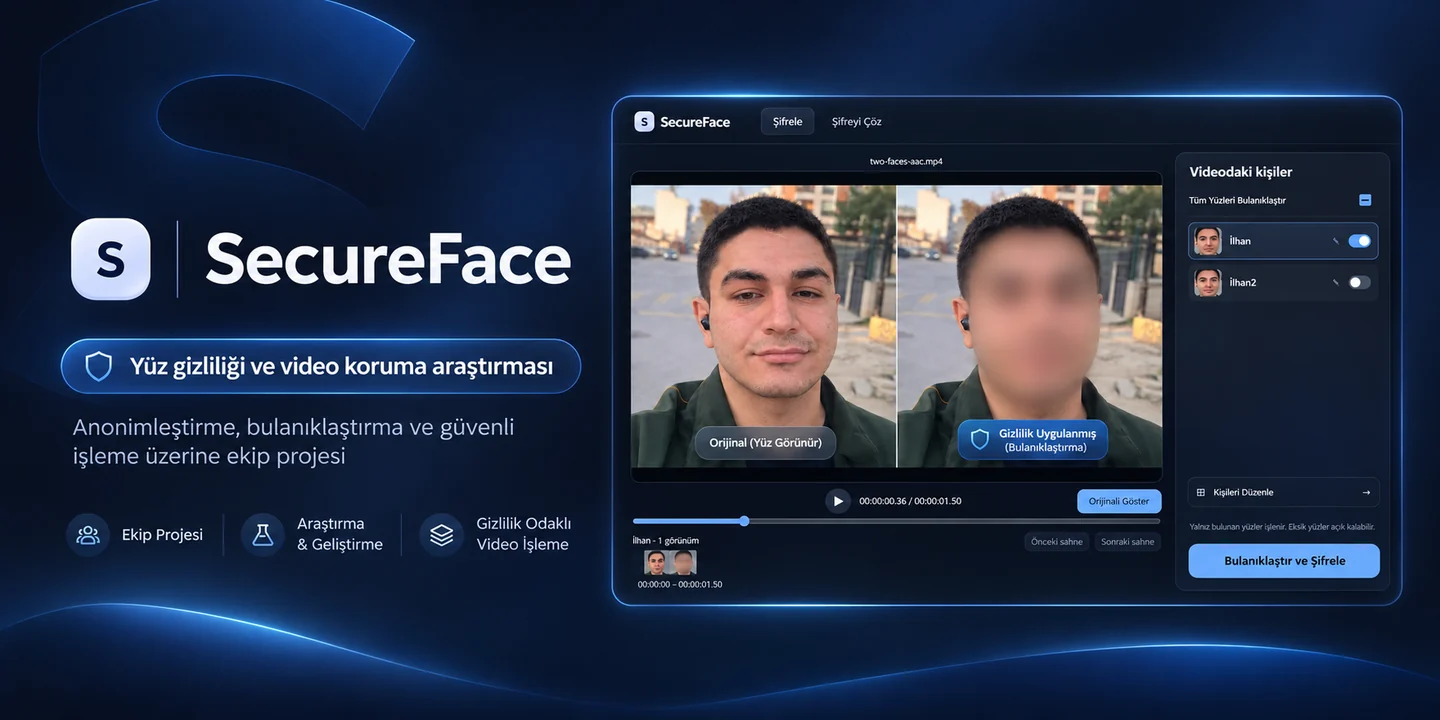 S
SecureFace
Yüz gizliliği ve video koruma araştırması
Anonimleştirme, bulanıklaştırma ve güvenli
işleme üzerine ekip projesi
Ekip Projesi
Araştırma
& Geliştirme
Gizlilik Odaklı
Video İşleme
S
SecureFace
Şifrele
Şifreyi Çöz
two-faces-aac.mp4
Orijinal (Yüz Görünür)
Gizlilik Uygulanmış
(Bulanıklaştırma)
00:00:00.36 / 00:00:01.50
Orijinali Göster
İlhan - 1 görünüm
00:00:00 – 00:00:01.50
Önceki sahne
Sonraki sahne
Videodaki kişiler
Tüm Yüzleri Bulanıklaştır
İlhan
İlhan2
Kişileri Düzenle
Yalnız bulunan yüzler işlenir. Eksik yüzler açık kalabilir.
Bulanıklaştır ve Şifrele